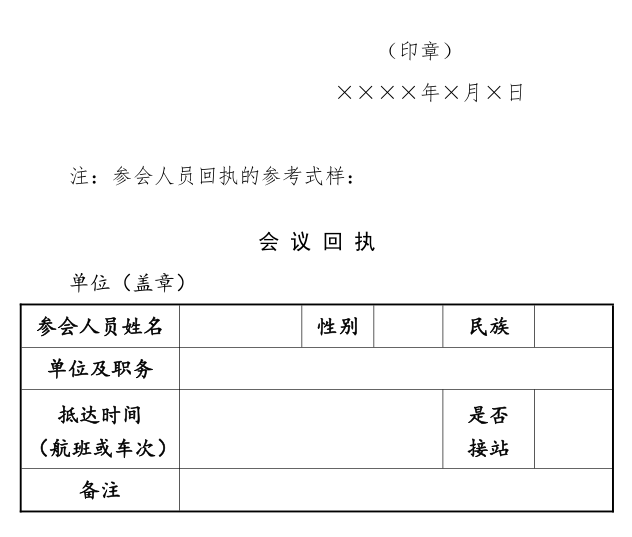 （印章）
××××年×月×日
注：参会人员回执的参考式样：
会 议 回 执
单位（盖章）
参会人员姓名 性别 民族
单位及职务
抵达时间
（航班或车次）
是否
接站
备注